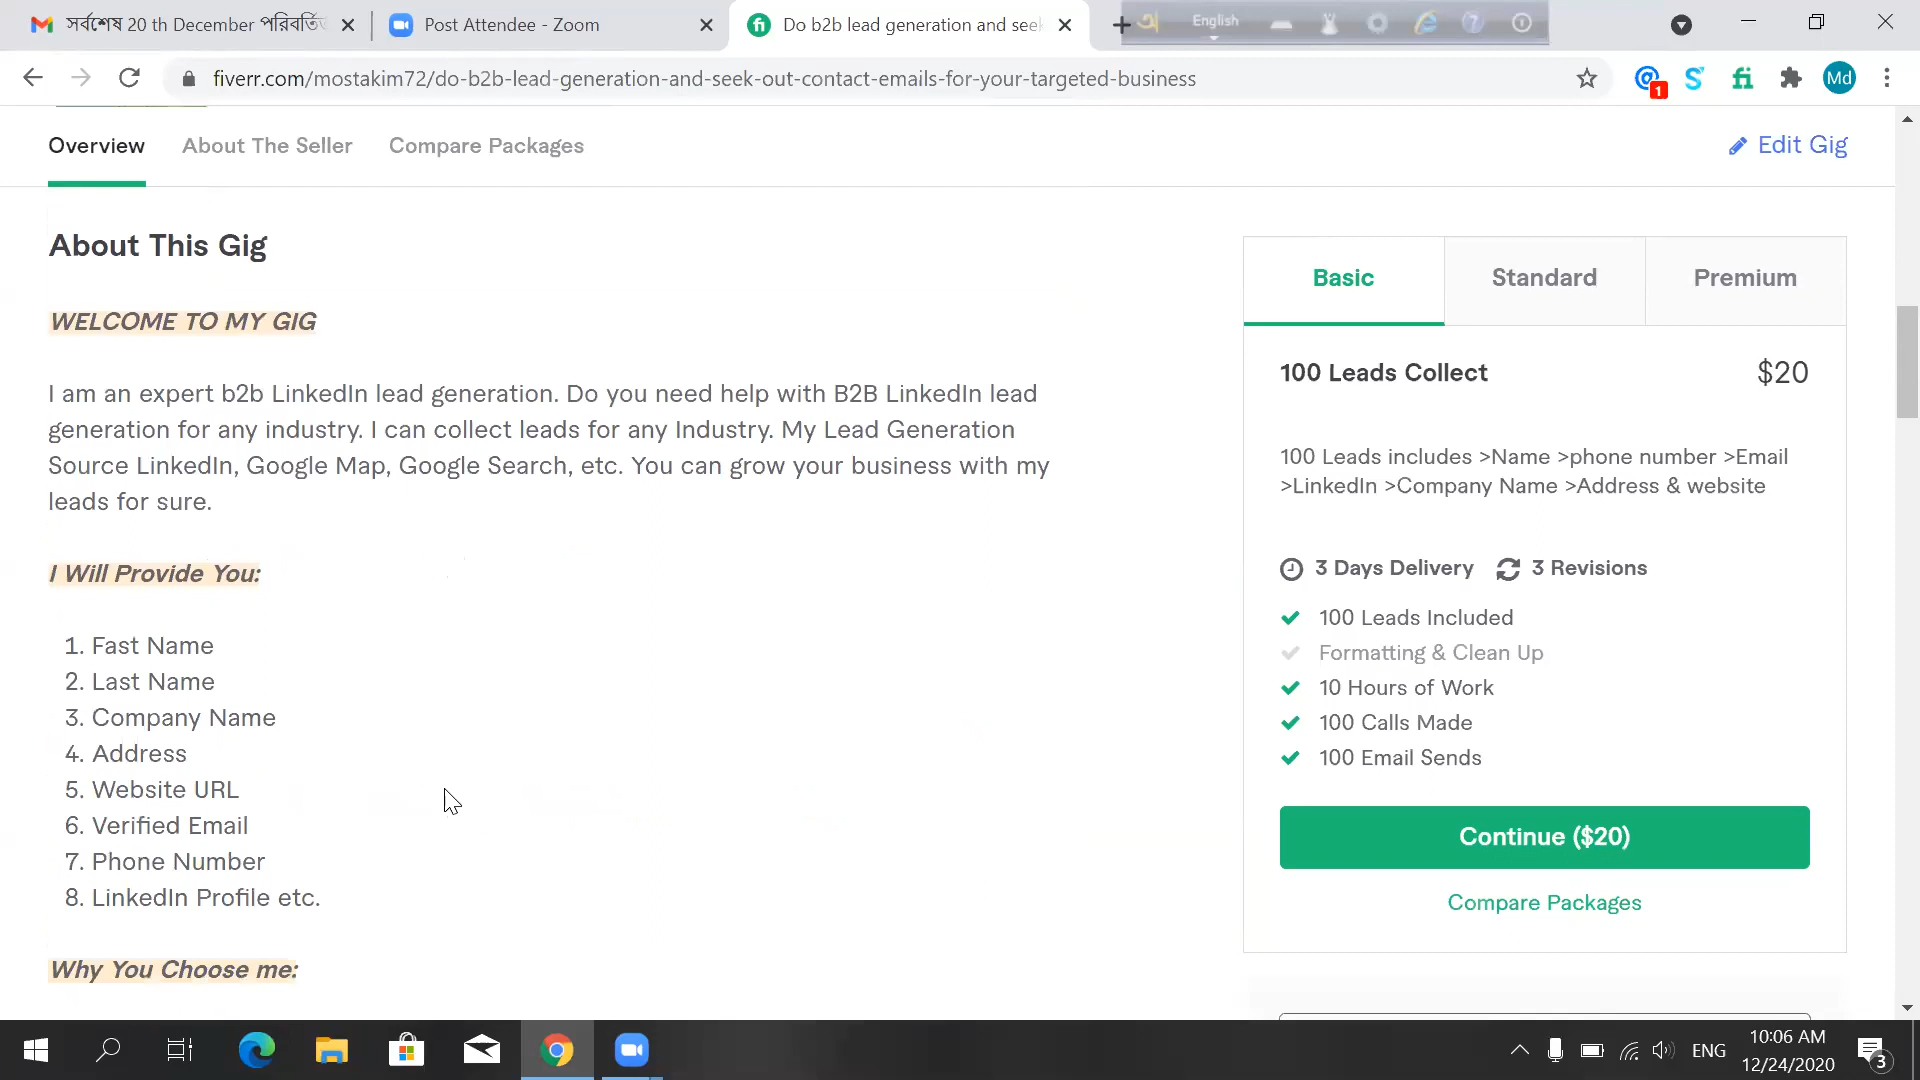 সর্বশেষ 20 th December পরিবর্তিত
Post Attendee - Zoom
Do b2b lead generation and seek
English
fiverr.com/mostakim72/do-b2b-lead-generation-and-seek-out-contact-emails-for-your-targeted-business
1
Md
Overview
About The Seller
Compare Packages
Edit Gig
About This Gig
WELCOME TO MY GIG
I am an expert b2b LinkedIn lead generation. Do you need help with B2B LinkedIn lead
generation for any industry. I can collect leads for any Industry. My Lead Generation
Source LinkedIn, Google Map, Google Search, etc. You can grow your business with my
leads for sure.
I Will Provide You:
1. Fast Name
2. Last Name
3. Company Name
4. Address
5. Website URL
6. Verified Email
7. Phone Number
8. LinkedIn Profile etc.
Why You Choose me:
Basic
Standard
Premium
100 Leads Collect
$20
100 Leads includes >Name >phone number >Email
>LinkedIn >Company Name >Address & website
3 Days Delivery
3 Revisions
100 Leads Included
Formatting & Clean Up
10 Hours of Work
100 Calls Made
100 Email Sends
Continue ($20)
Compare Packages
ENG
10:06 AM
12/24/2020
3